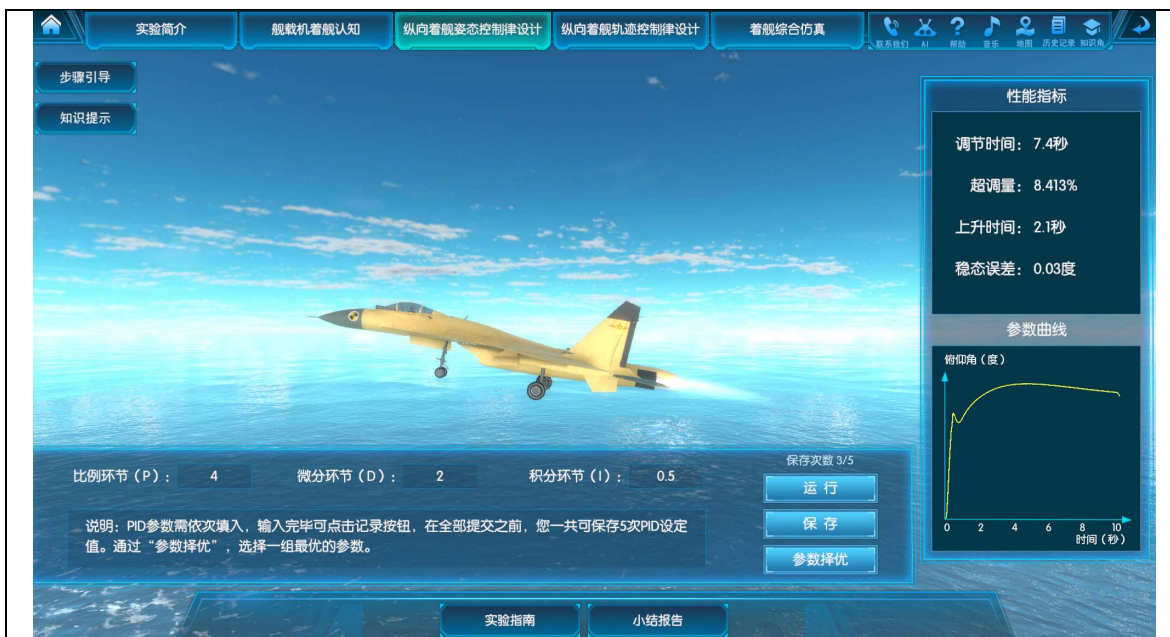 实验简介
舰载机着舰认知
纵向着舰姿态控制律设计
纵向着舰轨迹控制律设计
着舰综合仿真
联系我们
AI
帮助
音乐
地图
历史记录
知识角
步骤引导
知识提示
性能指标
调节时间：7.4秒
超调量：8.413%
上升时间：2.1秒
稳态误差：0.03度
参数曲线
俯仰角（度）
0 2 4 6 8 10
时间（秒）
保存次数 3/5
比例环节（P）： 4 微分环节（D）： 2 积分环节（I）： 0.5
运行
说明：PID参数需依次填入，输入完毕可点击记录按钮，在全部提交之前，您一共可保存5次PID设定
值。通过“参数择优”，选择一组最优的参数。
保存
参数择优
实验指南
小结报告